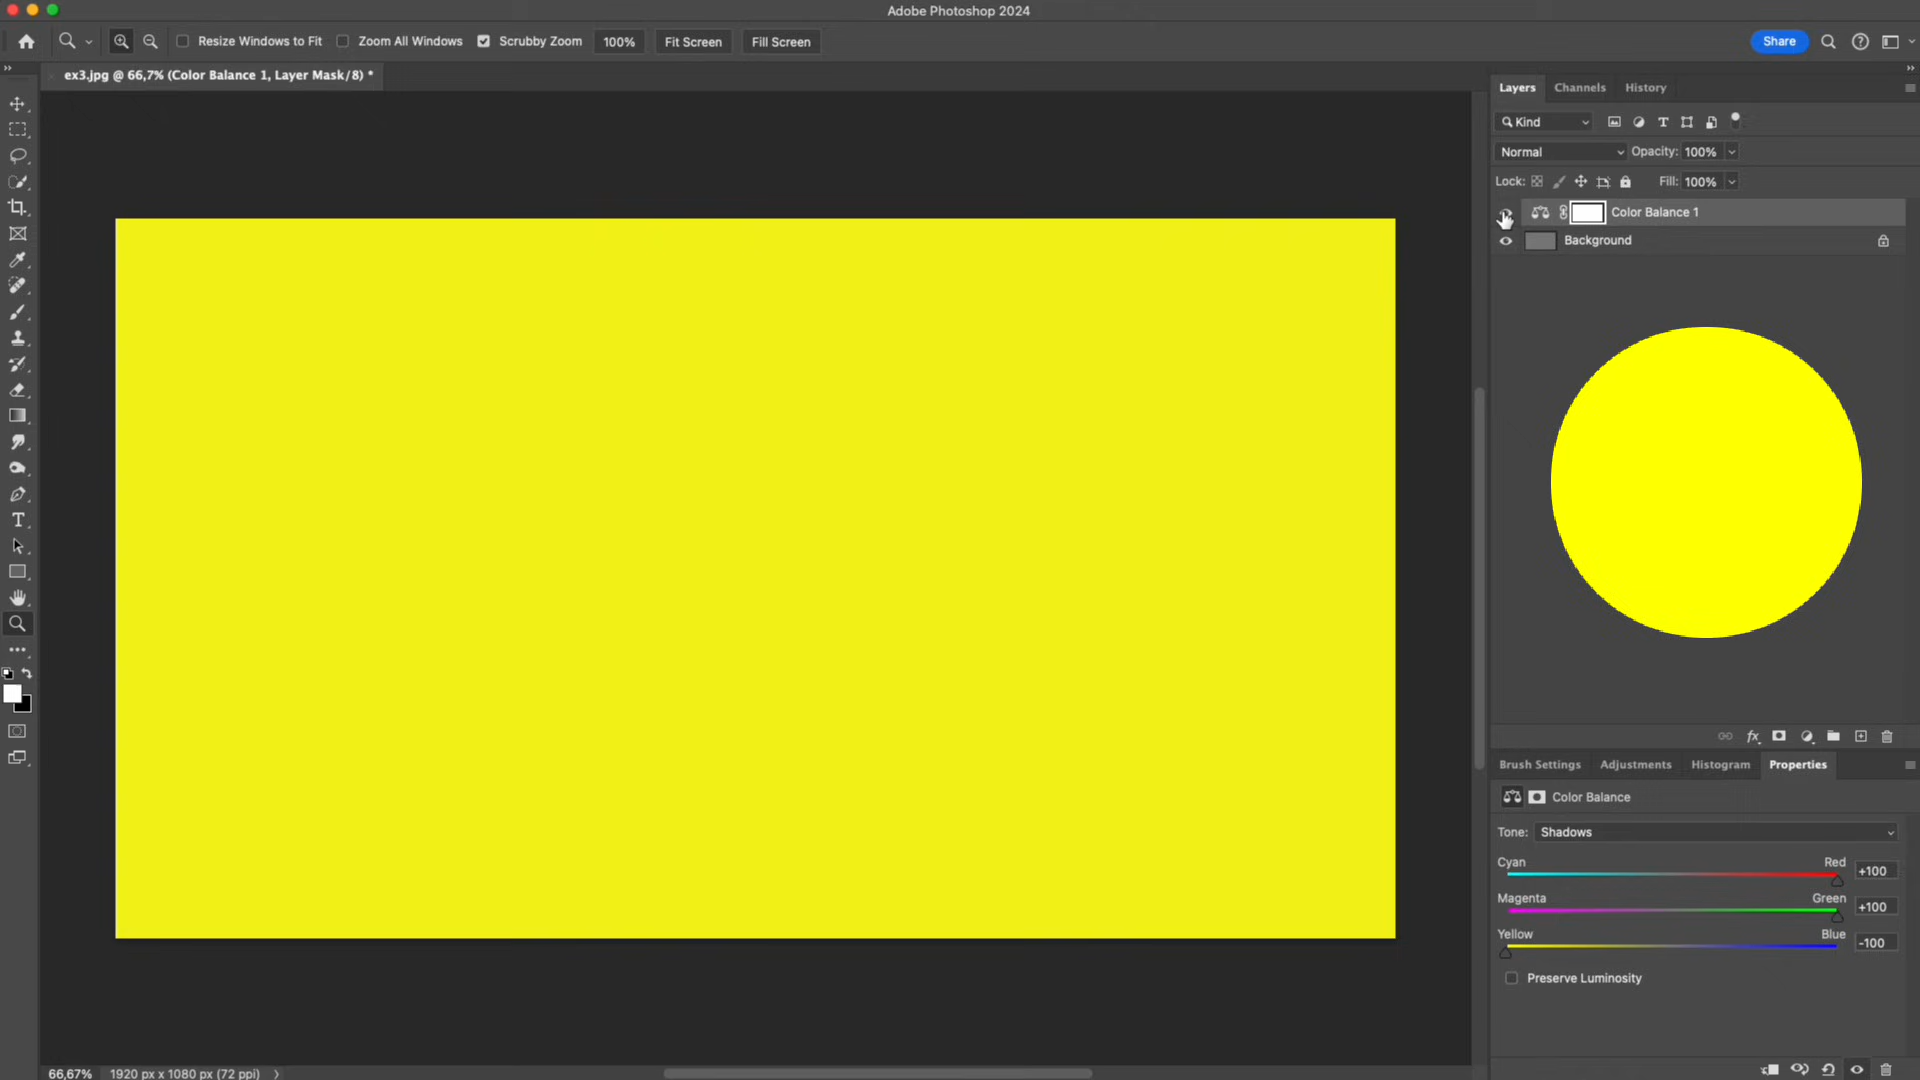 Adobe Photoshop 2024
Resize Windows to Fit
Zoom All Windows
Scrubby Zoom
100%
Fit Screen
Fill Screen
Share
ex3.jpg @ 66,7% (Color Balance 1, Layer Mask/8) *
Layers
Channels
History
Kind
Normal
Opacity: 100%
Lock:
Fill: 100%
Color Balance 1
Background
Brush Settings
Adjustments
Histogram
Properties
Color Balance
Tone: Shadows
Cyan
Red
+100
Magenta
Green
+100
Yellow
Blue
-100
Preserve Luminosity
66,67%
1920 px x 1080 px (72 ppi)